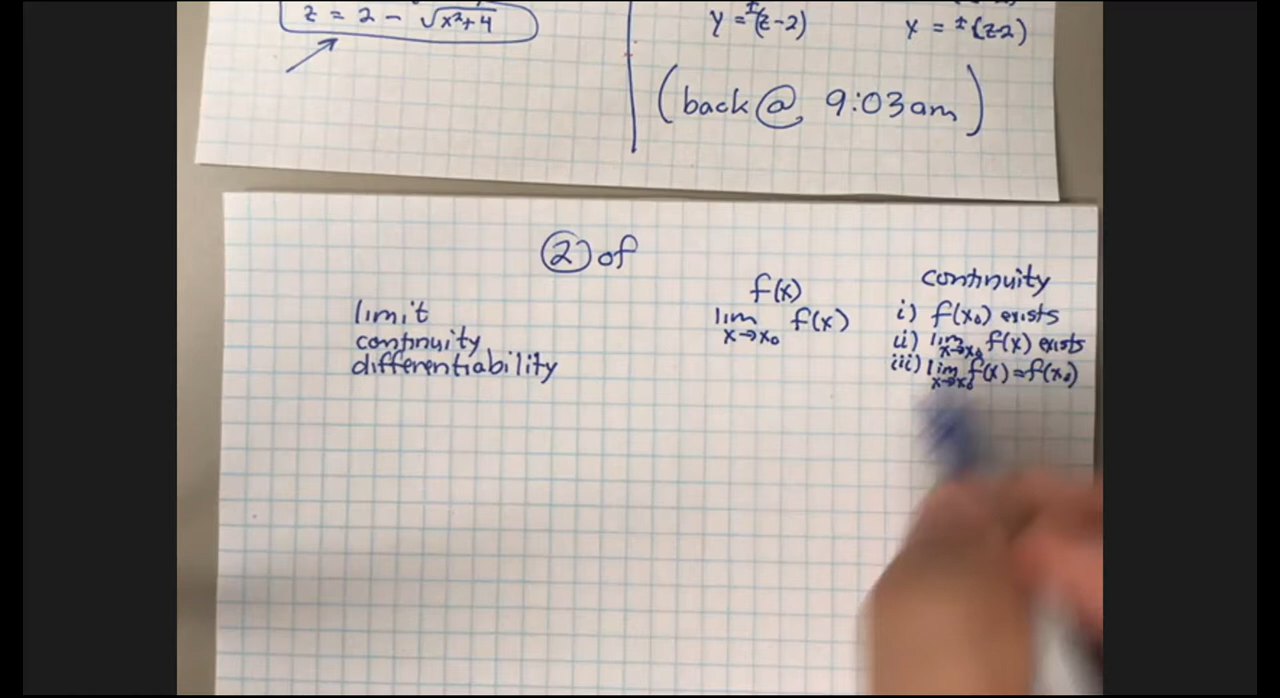 z = 2 - √x²+4
y = ±(z-2)
x = ±(z-2)
(back @ 9:03am)
② of
limit
continuity
differentiability
f(x)
lim f(x)
x→x₀
continuity
i) f(x₀) exists
ii) lim f(x) exists
x→x₀
iii) lim f(x) = f(x₀)
x→x₀